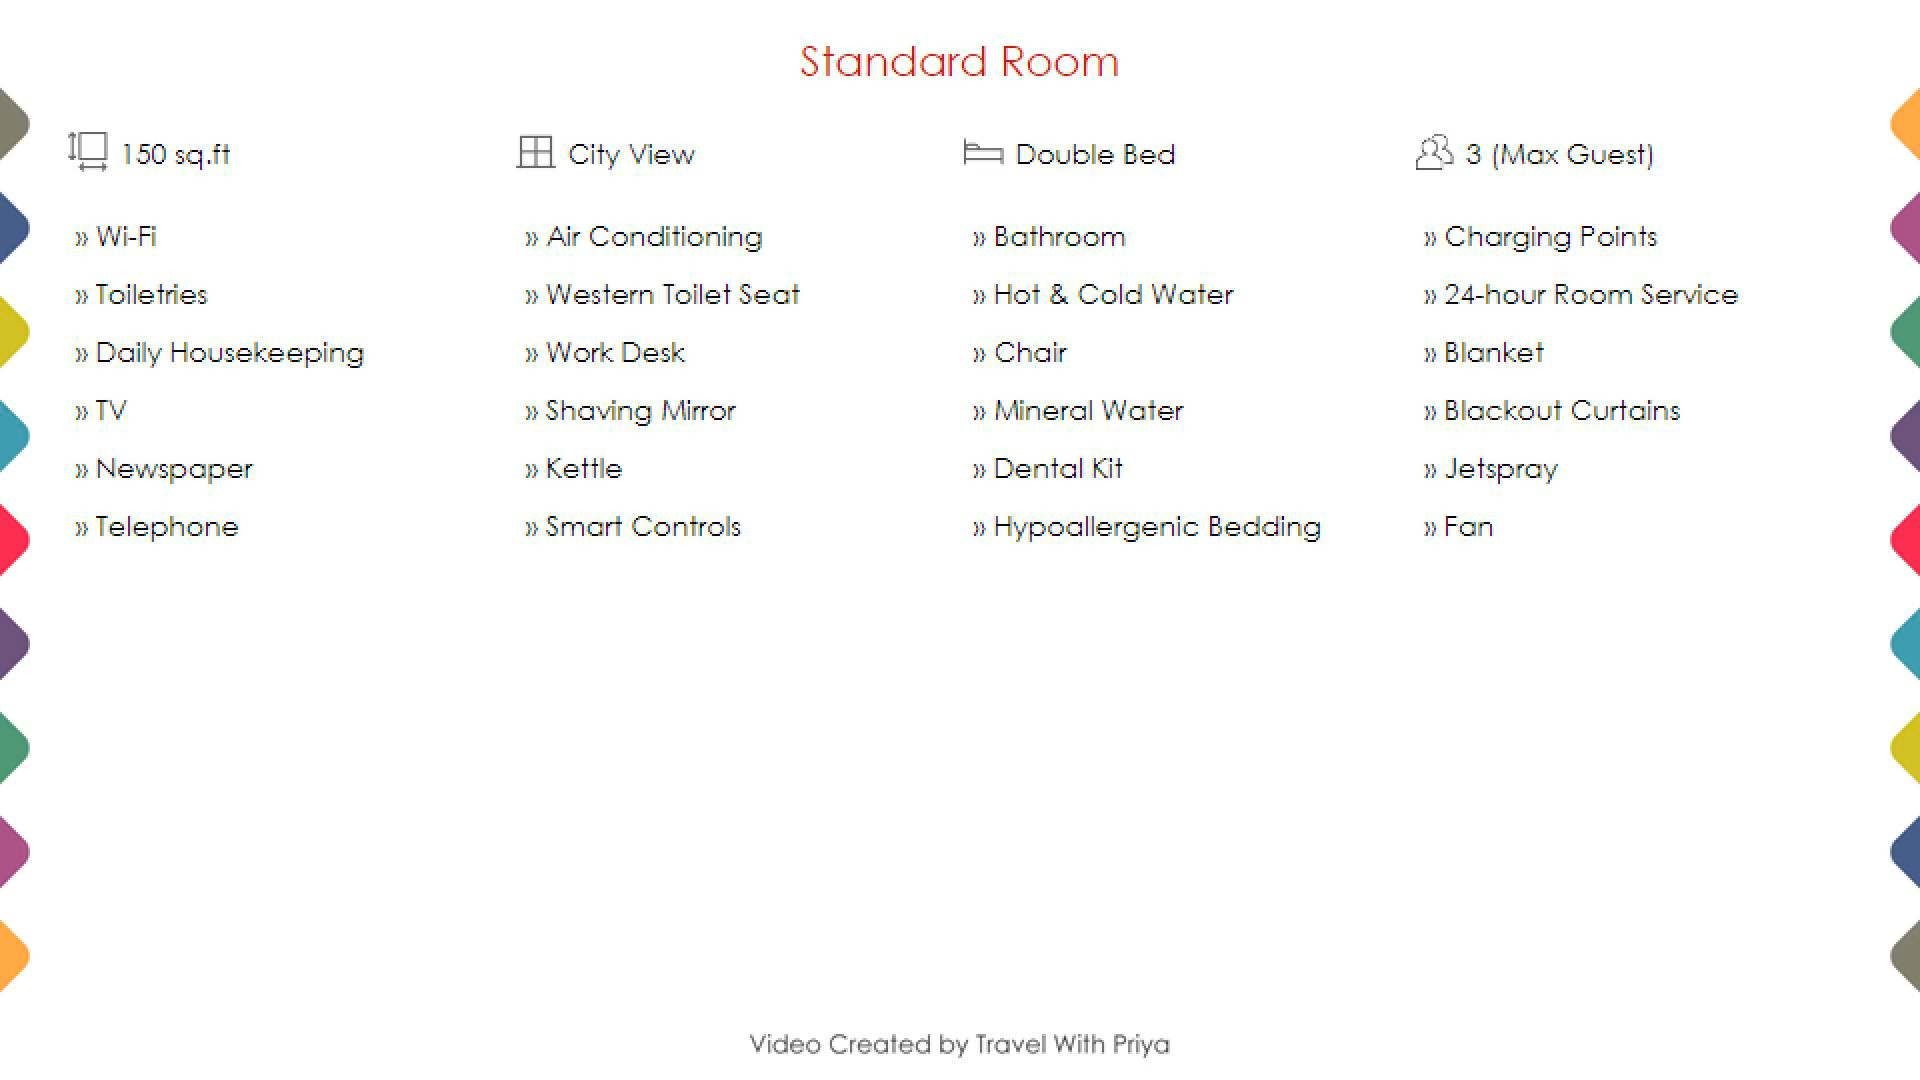 Standard Room
150 sq.ft
City View
Double Bed
3 (Max Guest)
» Wi-Fi
» Air Conditioning
» Bathroom
» Charging Points
» Toiletries
» Western Toilet Seat
» Hot & Cold Water
» 24-hour Room Service
» Daily Housekeeping
» Work Desk
» Chair
» Blanket
» TV
» Shaving Mirror
» Mineral Water
» Blackout Curtains
» Newspaper
» Kettle
» Dental Kit
» Jetspray
» Telephone
» Smart Controls
» Hypoallergenic Bedding
» Fan
Video Created by Travel With Priya